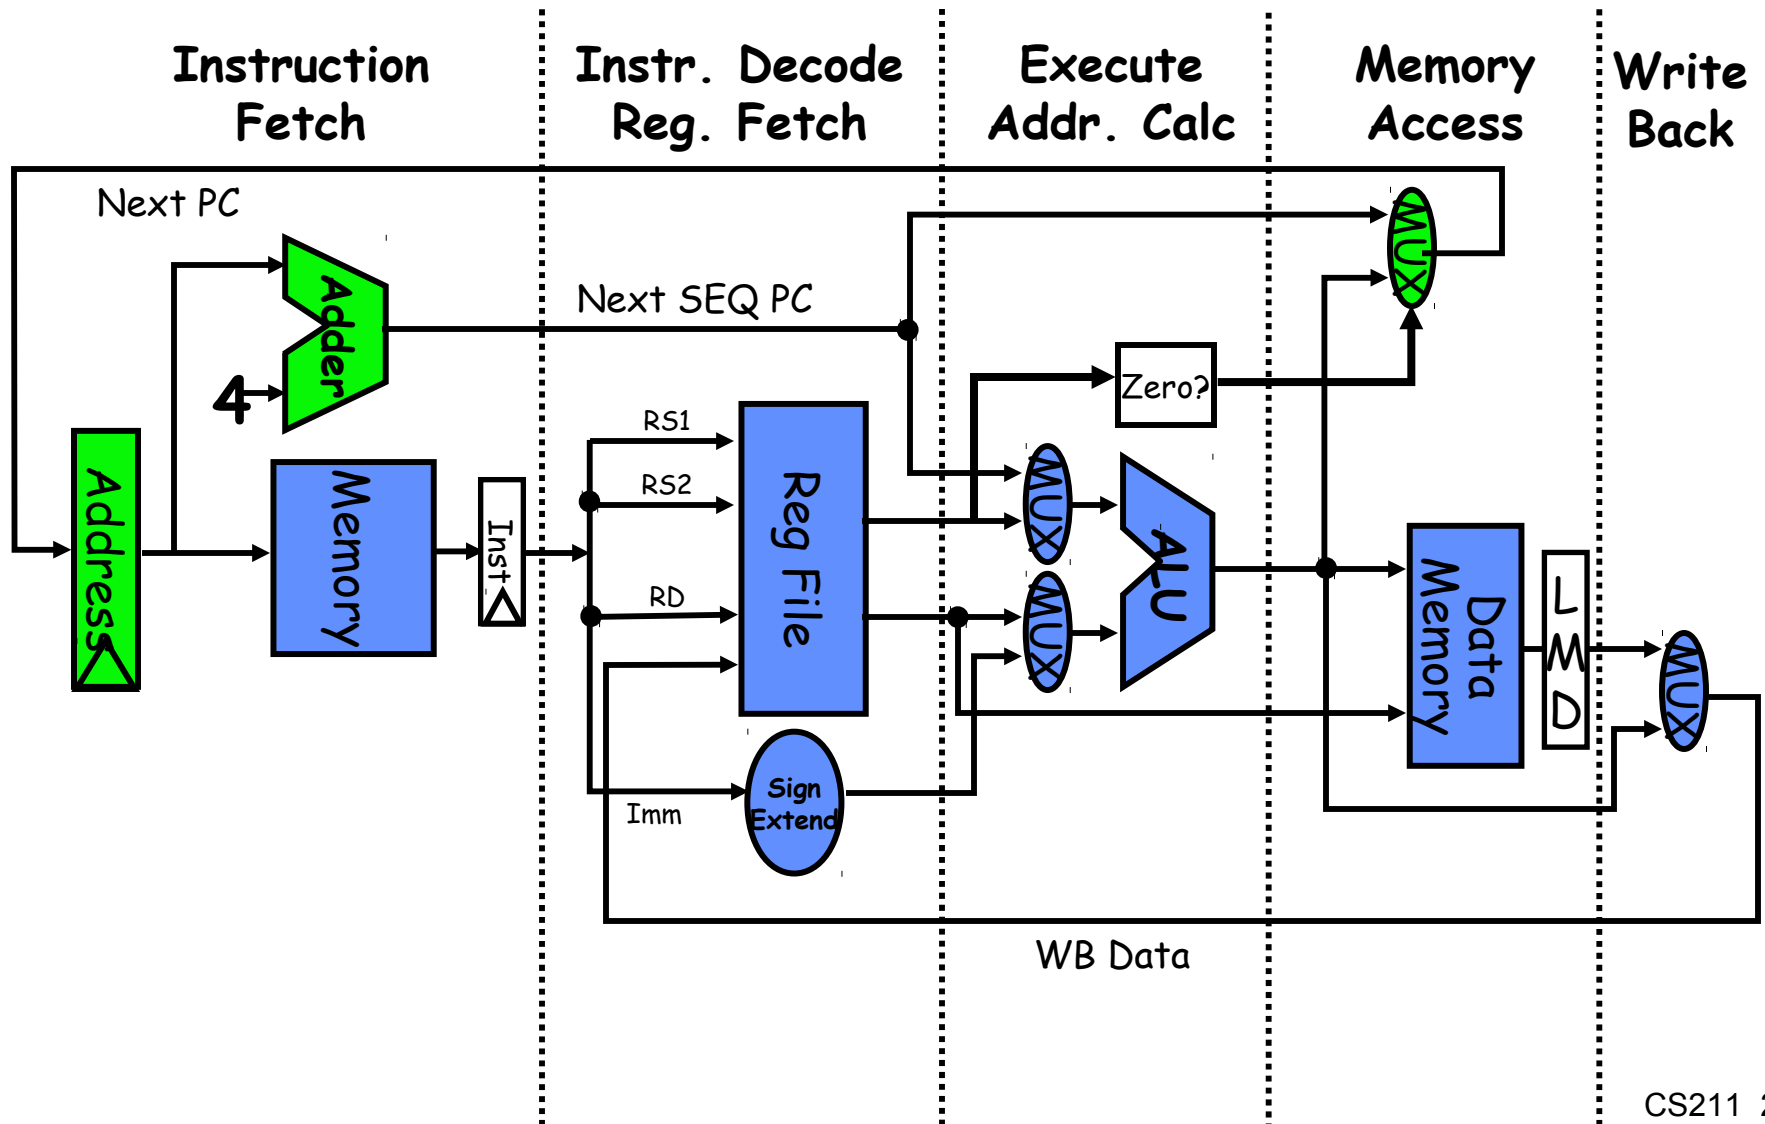 Instruction
Fetch
Instr. Decode
Reg. Fetch
Execute
Addr. Calc
Memory
Access
Write
Back
Next PC
MUX
Adder
Next SEQ PC
4
Zero?
RS1
RS2
Address
Memory
Inst
Reg File
MUX
ALU
RD
MUX
Data
Memory
L
M
D
MUX
Sign
Extend
Imm
WB Data
CS211 2